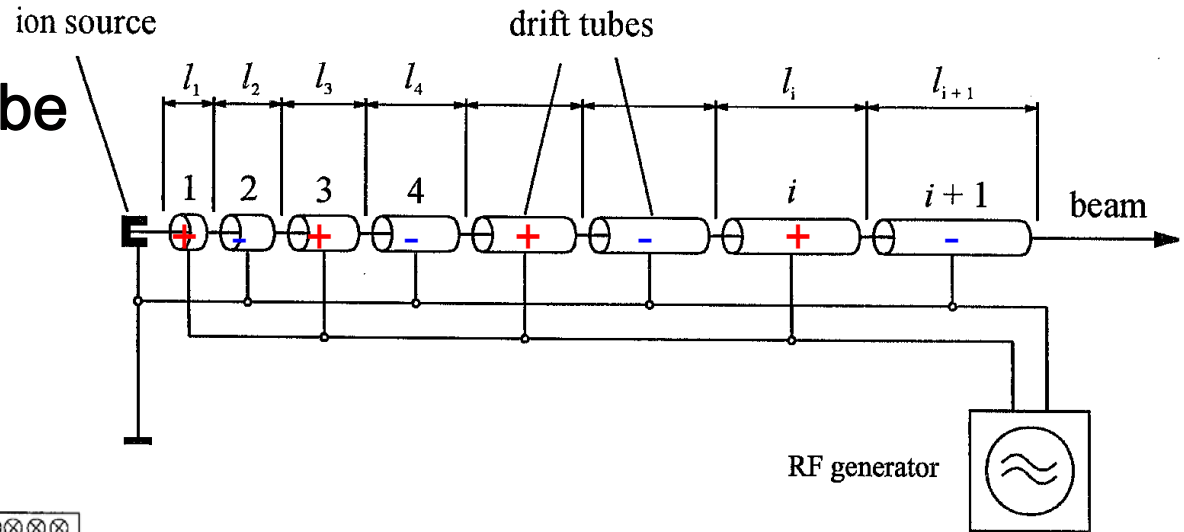 ion source
drift tubes
be
l₁ l₂ l₃ l₄ lᵢ lᵢ₊₁
1 2 3 4 i i + 1
+ - + - + - + -
beam
RF generator